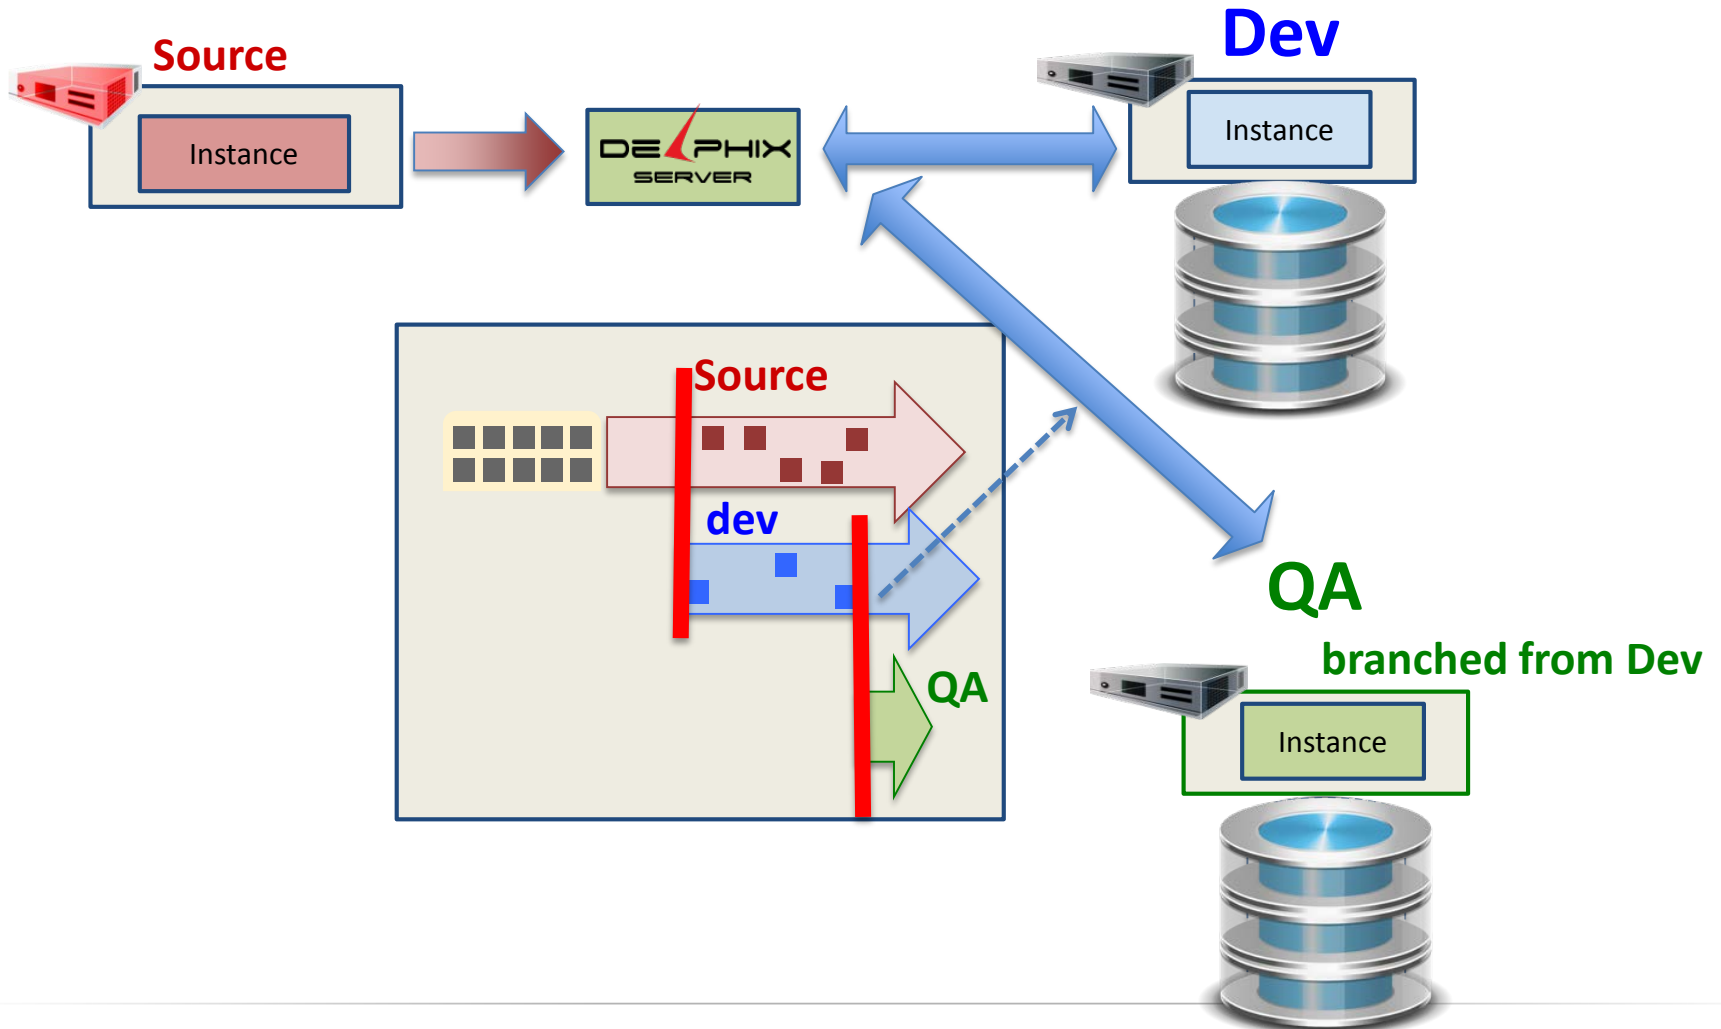 Source
Instance
DELPHIX
SERVER
Dev
Instance
Source
dev
QA
QA
branched from Dev
Instance